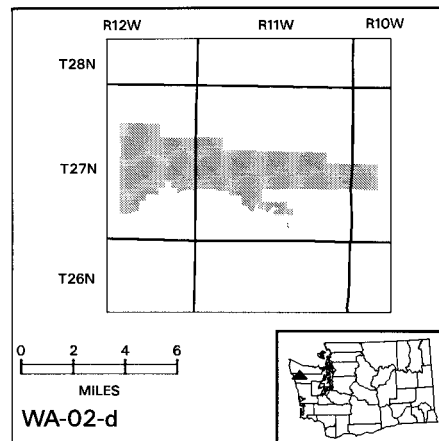 R12W R11W R10W
T28N
T27N
T26N
0 2 4 6
MILES
WA-02-d